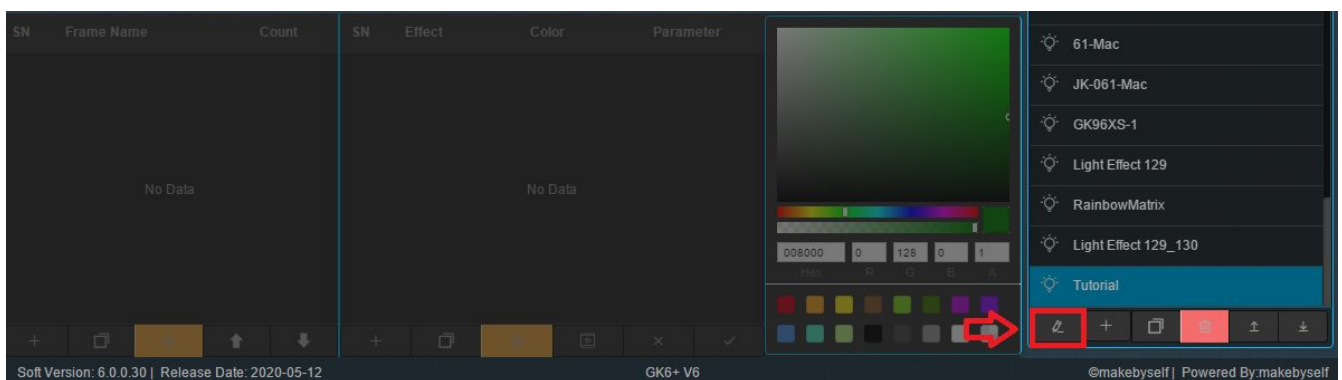 SN Frame Name Count
No Data
SN Effect Color Parameter
No Data
008000 0 128 0 1
Hex R G B A
61-Mac
JK-061-Mac
GK96XS-1
Light Effect 129
RainbowMatrix
Light Effect 129_130
Tutorial
Soft Version: 6.0.0.30 | Release Date: 2020-05-12 GK6+ V6 ©makebyself | Powered By:makebyself